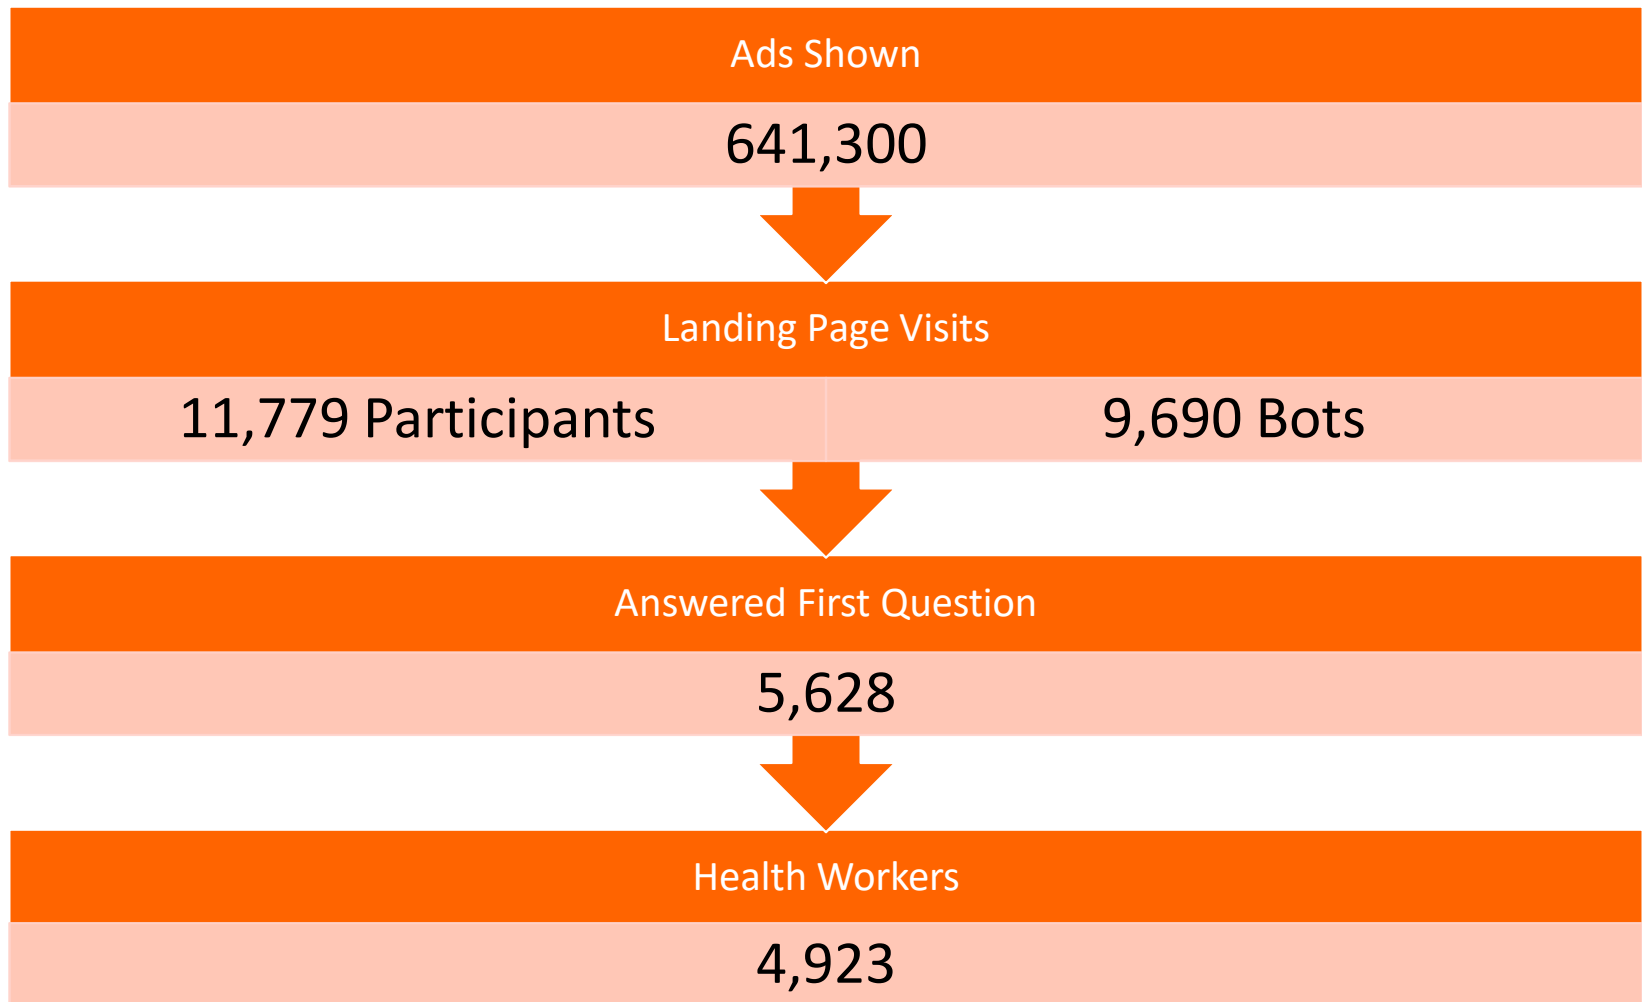 Ads Shown
641,300
Landing Page Visits
11,779 Participants
9,690 Bots
Answered First Question
5,628
Health Workers
4,923